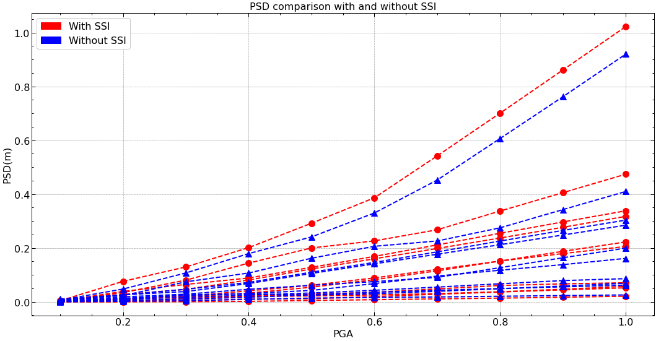 PSD comparison with and without SSI
With SSI
Without SSI
PSD(m)
1.0
0.8
0.6
0.4
0.2
0.0
0.2 0.4 0.6 0.8 1.0
PGA